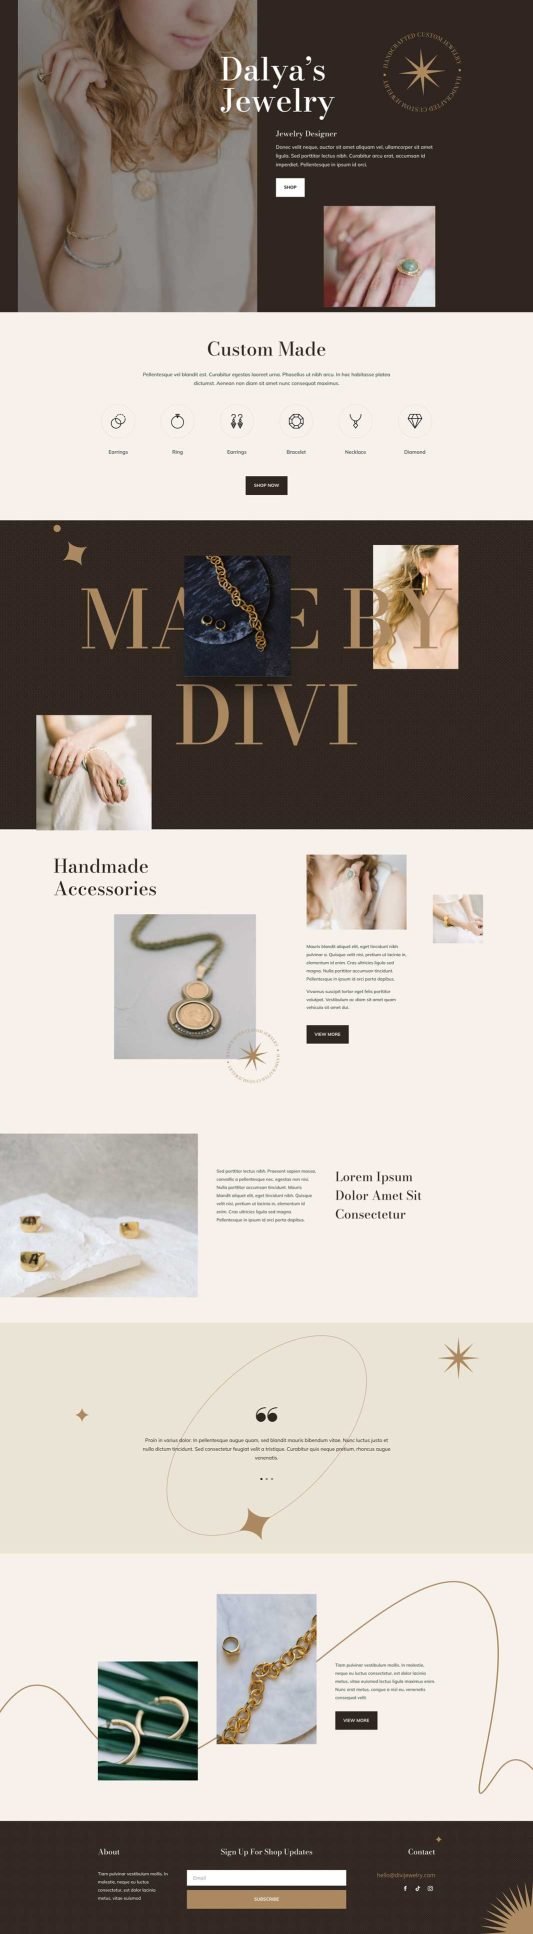 Dalya's
Jewelry
HANDCRAFTED CUSTOM JEWELRY
HANDCRAFTED CUSTOM JEWELRY
Jewelry Designer
Donec velit neque, auctor sit amet aliquam vel, ullamcorper sit amet
ligula. Sed porttitor lectus nibh. Curabitur arcu erat, accumsan id
imperdiet. Pellentesque in ipsum id orci.
SHOP
Custom Made
Pellentesque vel blandit est. Curabitur egestas laoreet urna. Phasellus ut nibh arcu. In hac habitasse platea
dictumst. Aenean non diam sit amet nunc consequat maximus.
Earrings
Ring
Earrings
Bracelet
Necklace
Diamond
SHOP NOW
MA E BY
DIVI
Handmade
Accessories
Mauris blandit aliquet elit, eget tincidunt nibh
pulvinar a. Quisque velit nisi, pretium ut lacinia in,
elementum id enim. Cras ultricies ligula sed
magna. Nulla porttitor accumsan tincidunt.
Pellentesque in ipsum id orci porta dapibus.
Vivamus suscipit tortor eget felis porttitor
volutpat. Vestibulum ac diam sit amet quam
vehicula sit amet dui.
VIEW MORE
HANDCRAFTED CUSTOM JEWELRY
HANDCRAFTED CUSTOM JEWELRY
Sed porttitor lectus nibh. Praesent sapien massa,
convallis a pellentesque nec, egestas non nisi.
Nulla porttitor accumsan tincidunt. Mauris
blandit aliquet elit, eget tincidunt nibh. Quisque
velit nisi, pretium ut lacinia in, elementum id
enim. Cras ultricies ligula sed magna.
Pellentesque in ipsum id orci porta dapibus.
Lorem Ipsum
Dolor Amet Sit
Consectetur
A
Proin in varius dolor. In pellentesque augue quam, sed blandit mauris bibendum vitae. Nunc luctus justo et
nulla dictum tincidunt. Sed consectetur feugiat velit a tristique. Curabitur quis neque pretium, rhoncus augue
venenatis.
Tiam pulvinar vestibulum mollis. In molestie,
neque eu luctus consectetur, est dolor lacinia
metus, vitae euismod lectus ligula maximus enim
Nunc erat metus, congue a nisl eu, venenatis
consequat velit.
VIEW MORE
About
Tiam pulvinar vestibulum mollis. In
molestie, neque eu luctus
consectetur, est dolor lacinia
metus, vitae euismod
Sign Up For Shop Updates
Email
SUBSCRIBE
Contact
hello@divijewelry.com